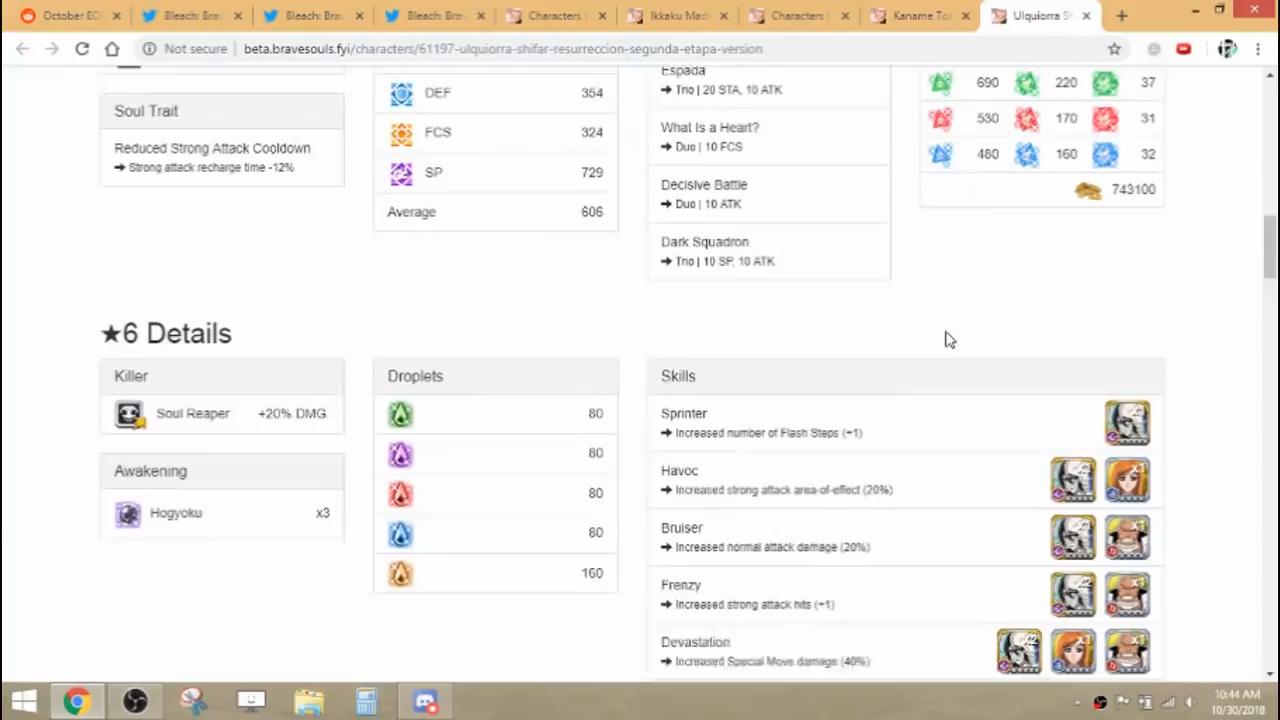 October EO
Bleach: Brav
Bleach: Brav
Bleach: Brav
Characters
Ikkaku Mad
Characters
Kaname To
Ulquiorra S
Not secure | beta.bravesouls.fyi/characters/61197-ulquiorra-shifar-resurreccion-segunda-etapa-version
Soul Trait
Reduced Strong Attack Cooldown
➔ Strong attack recharge time -12%
DEF 354
FCS 324
SP 729
Average 606
Espada
➔ Trio | 20 STA, 10 ATK
What Is a Heart?
➔ Duo | 10 FCS
Decisive Battle
➔ Duo | 10 ATK
Dark Squadron
➔ Trio | 10 SP, 10 ATK
690 220 37
530 170 31
480 160 32
743100
★6 Details
Killer
Soul Reaper +20% DMG
Awakening
Hogyoku x3
Droplets
80
80
80
80
160
Skills
Sprinter
➔ Increased number of Flash Steps (+1)
Havoc
➔ Increased strong attack area-of-effect (20%)
Bruiser
➔ Increased normal attack damage (20%)
Frenzy
➔ Increased strong attack hits (+1)
Devastation
➔ Increased Special Move damage (40%)
10:44 AM
10/30/2018